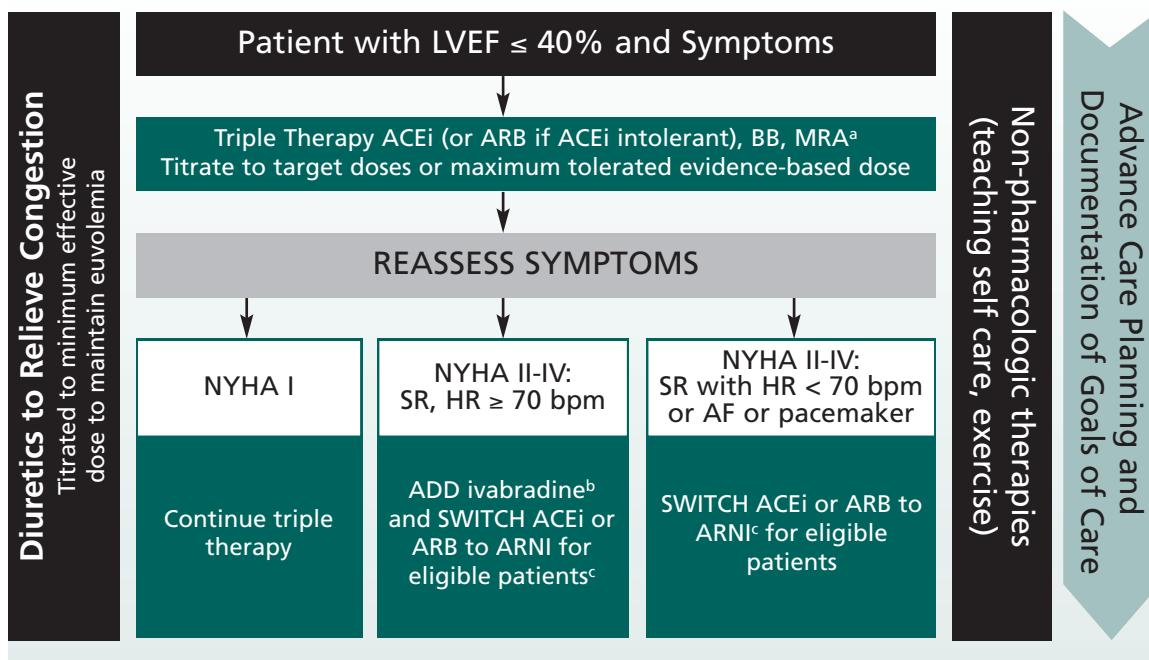 Diuretics to Relieve Congestion
Titrated to minimum effective
dose to maintain euvolemia
Patient with LVEF ≤ 40% and Symptoms
Triple Therapy ACEi (or ARB if ACEi intolerant), BB, MRAᵃ
Titrate to target doses or maximum tolerated evidence-based dose
REASSESS SYMPTOMS
NYHA I
Continue triple
therapy
NYHA II-IV:
SR, HR ≥ 70 bpm
ADD ivabradineᵇ
and SWITCH ACEi or
ARB to ARNI for
eligible patientsᶜ
NYHA II-IV:
SR with HR < 70 bpm
or AF or pacemaker
SWITCH ACEi or ARB to
ARNIᶜ for eligible
patients
Non-pharmacologic therapies
(teaching self care, exercise)
Advance Care Planning and
Documentation of Goals of Care